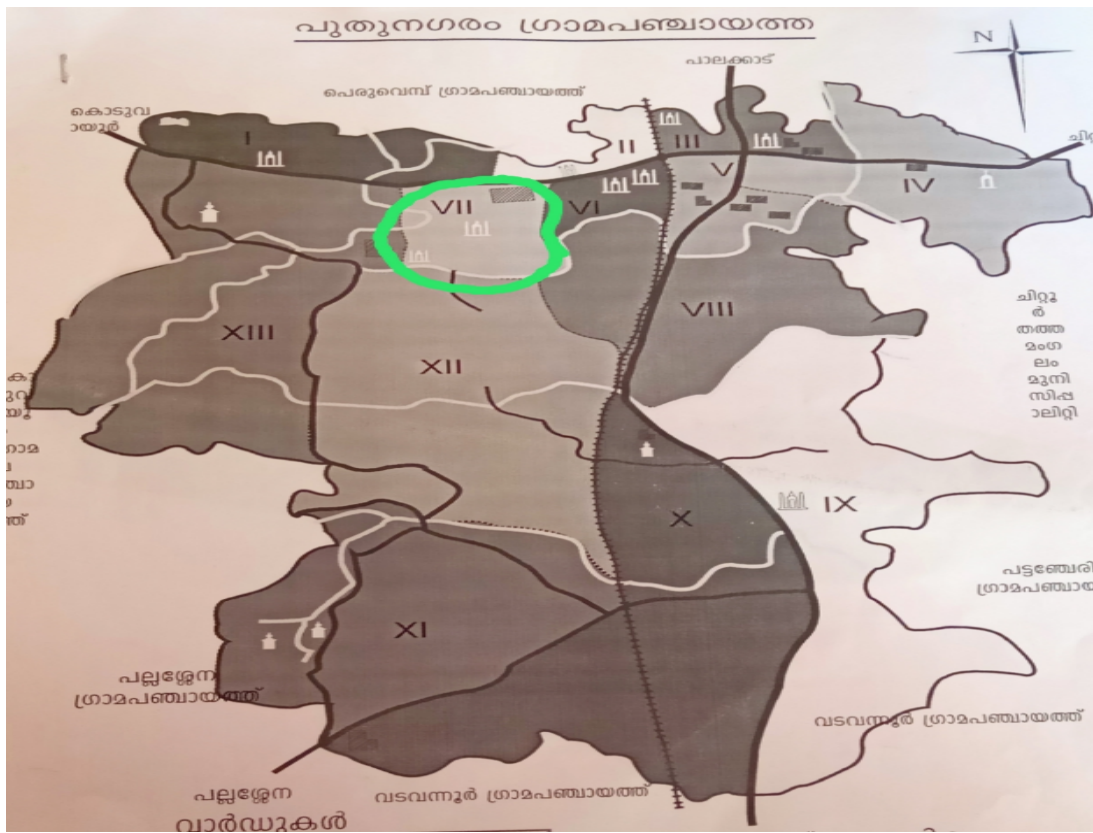 പുതുനഗരം ഗ്രാമപഞ്ചായത്ത
N
പാലക്കാട്
പെരുവെമ്പ് ഗ്രാമപഞ്ചായത്ത്
കൊടുവ
ായൂർ
I
II
III
V
IV
VII
VI
VIII
ചിറ്റൂ
ർ
തത്ത
മംഗ
ലം
മുനി
സിപ്പ
ാലിറ്റി
XIII
XII
X
IX
പട്ടഞ്ചേരി
ഗ്രാമപഞ്ചായ
XI
പല്ലശ്ശേന
ഗ്രാമപഞ്ചായത്ത്
വടവന്നൂർ ഗ്രാമപഞ്ചായത്ത്
പല്ലശ്ശേന
വടവന്നൂർ ഗ്രാമപഞ്ചായത്ത്
വാർഡുകൾ